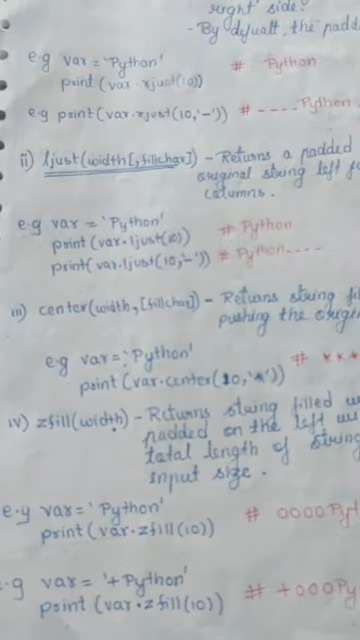 right side.
- By default, the padd
e.g var = 'Python'
print (var.rjust(10)) # Python
e.g print (var.rjust(10,'-')) # ----Python
ii) ljust(width[,fillchar]) - Returns a padded
original string left
columns.
e.g var = 'Python'
print (var.ljust(10)) # Python
print( var.ljust(10,'-')) # Python----
iii) center(width,[fillchar]) - Returns string
pushing the origin
e.g var = 'Python' # ***
print (var.center(10,'*'))
iv) zfill(width) - Returns string filled
padded on the left
total length of string
input size.
e.g var = 'Python'
print (var.zfill(10)) # 0000Pyt
e.g var = '+Python'
print (var.zfill(10)) # +000Py